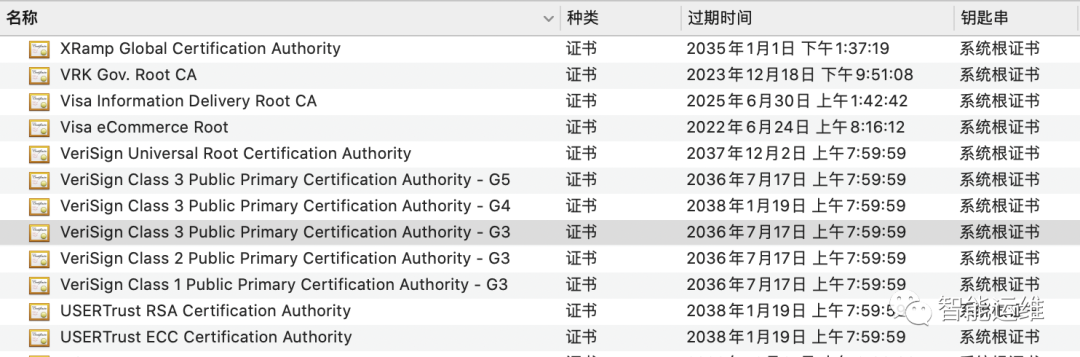 名称 种类 过期时间 钥匙串
XRamp Global Certification Authority 证书 2035年1月1日 下午1:37:19 系统根证书
VRK Gov. Root CA 证书 2023年12月18日 下午9:51:08 系统根证书
Visa Information Delivery Root CA 证书 2025年6月30日 上午1:42:42 系统根证书
Visa eCommerce Root 证书 2022年6月24日 上午8:16:12 系统根证书
VeriSign Universal Root Certification Authority 证书 2037年12月2日 上午7:59:59 系统根证书
VeriSign Class 3 Public Primary Certification Authority - G5 证书 2036年7月17日 上午7:59:59 系统根证书
VeriSign Class 3 Public Primary Certification Authority - G4 证书 2038年1月19日 上午7:59:59 系统根证书
VeriSign Class 3 Public Primary Certification Authority - G3 证书 2036年7月17日 上午7:59:59 系统根证书
VeriSign Class 2 Public Primary Certification Authority - G3 证书 2036年7月17日 上午7:59:59 系统根证书
VeriSign Class 1 Public Primary Certification Authority - G3 证书 2036年7月17日 上午7:59:59 系统根证书
USERTrust RSA Certification Authority 证书 2038年1月19日 上午7:59:59 系统根证书
USERTrust ECC Certification Authority 证书 2038年1月19日 上午7:59:59 系统根证书
智能运维